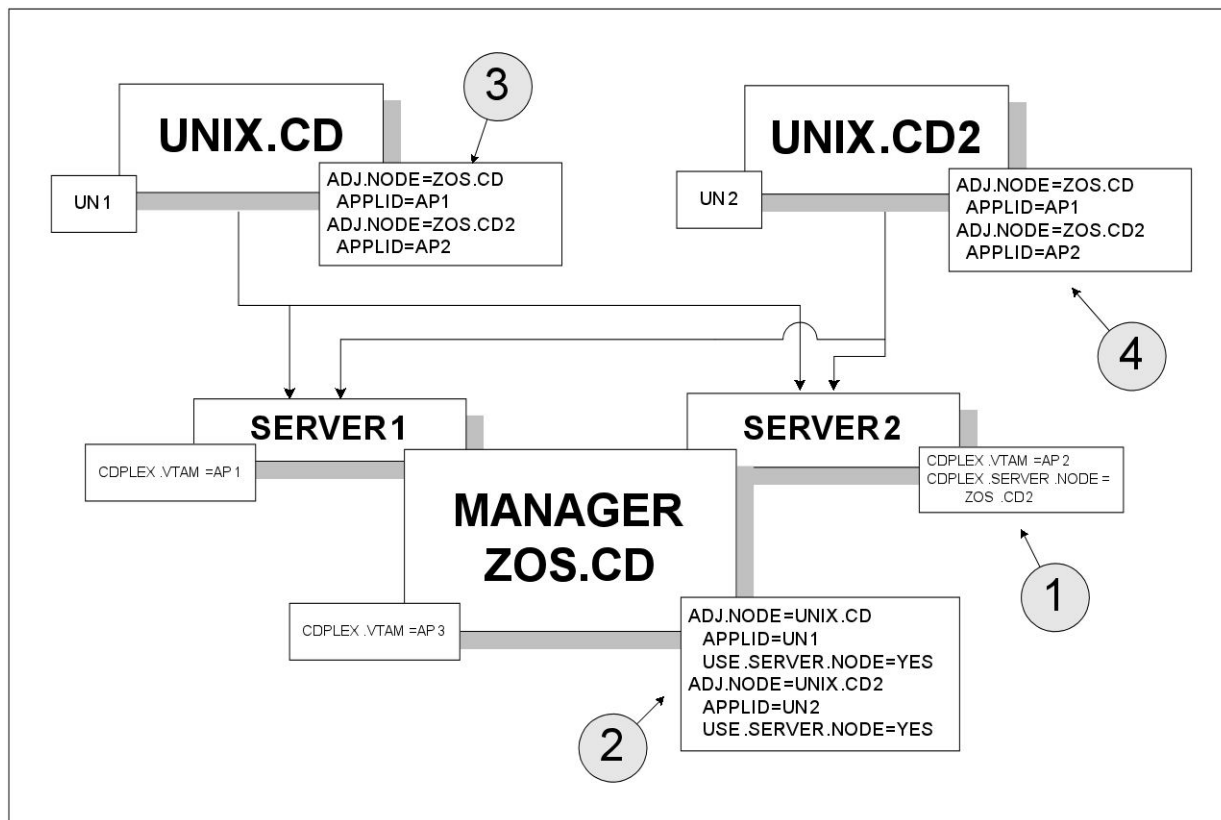 3
UNIX.CD
UNIX.CD2
UN1
ADJ.NODE=ZOS.CD
APPLID=AP1
ADJ.NODE=ZOS.CD2
APPLID=AP2
UN2
ADJ.NODE=ZOS.CD
APPLID=AP1
ADJ.NODE=ZOS.CD2
APPLID=AP2
4
SERVER1
SERVER2
CDPLEX .VTAM =AP1
CDPLEX .VTAM =AP2
CDPLEX .SERVER .NODE =
ZOS .CD2
MANAGER
ZOS.CD
1
CDPLEX .VTAM =AP3
ADJ.NODE=UNIX.CD
APPLID=UN1
USE.SERVER.NODE=YES
ADJ.NODE=UNIX.CD2
APPLID=UN2
USE.SERVER.NODE=YES
2